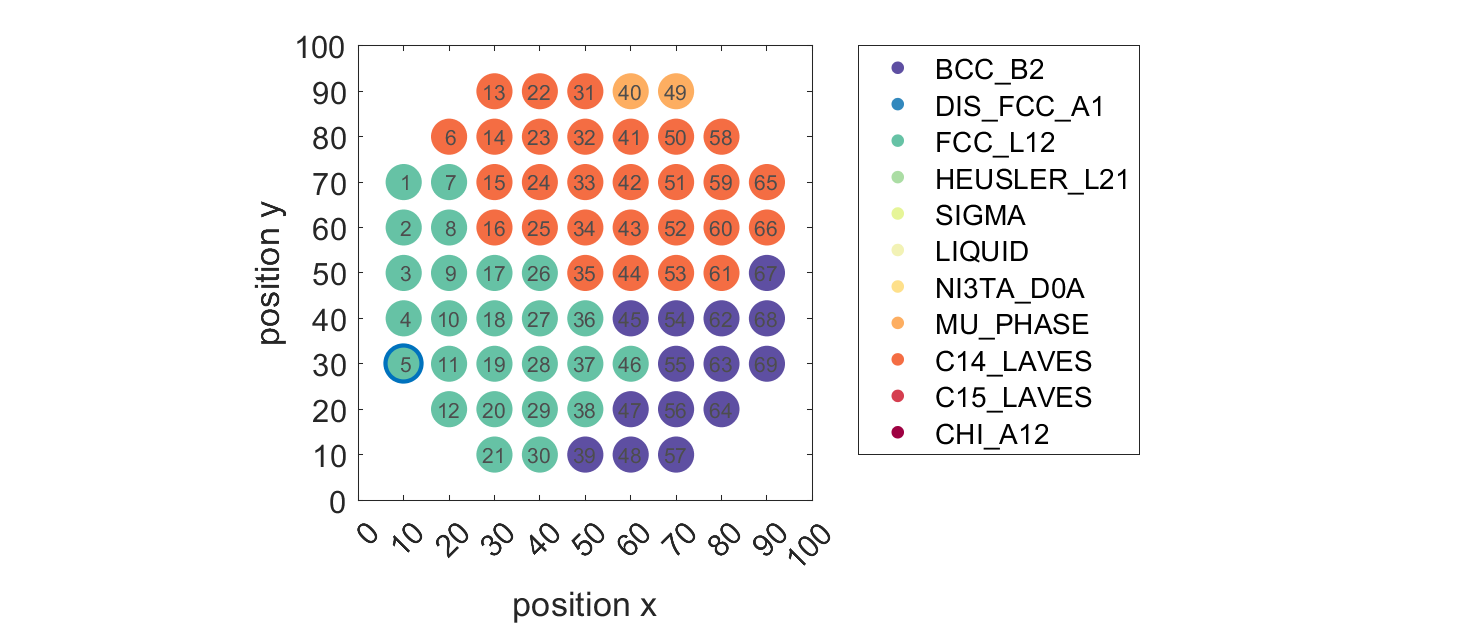 100
90 13 22 31 40 49
80 6 14 23 32 41 50 58
70 1 7 15 24 33 42 51 59 65
60 2 8 16 25 34 43 52 60 66
50 3 9 17 26 35 44 53 61 67
40 4 10 18 27 36 45 54 62 68
30 5 11 19 28 37 46 55 63 69
20 12 20 29 38 47 56 64
10 21 30 39 48 57
0
position y
0 10 20 30 40 50 60 70 80 90 100
position x
BCC_B2
DIS_FCC_A1
FCC_L12
HEUSLER_L21
SIGMA
LIQUID
NI3TA_D0A
MU_PHASE
C14_LAVES
C15_LAVES
CHI_A12